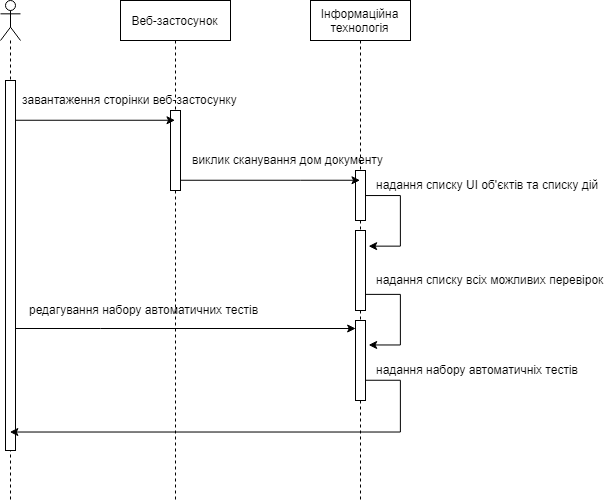 Веб-застосунок
Інформаційна
технологія
завантаження сторінки веб-застосунку
виклик сканування дом документу
надання списку UI об'єктів та списку дій
надання списку всіх можливих перевірок
редагування набору автоматичних тестів
надання набору автоматичніх тестів